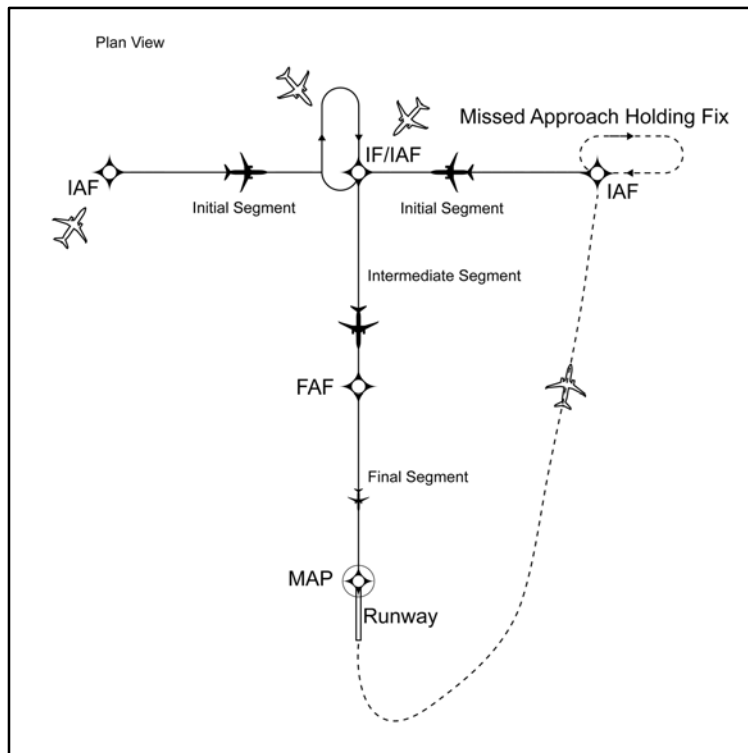 Plan View
Missed Approach Holding Fix
IF/IAF
IAF
IAF
Initial Segment
Initial Segment
Intermediate Segment
FAF
Final Segment
MAP
Runway